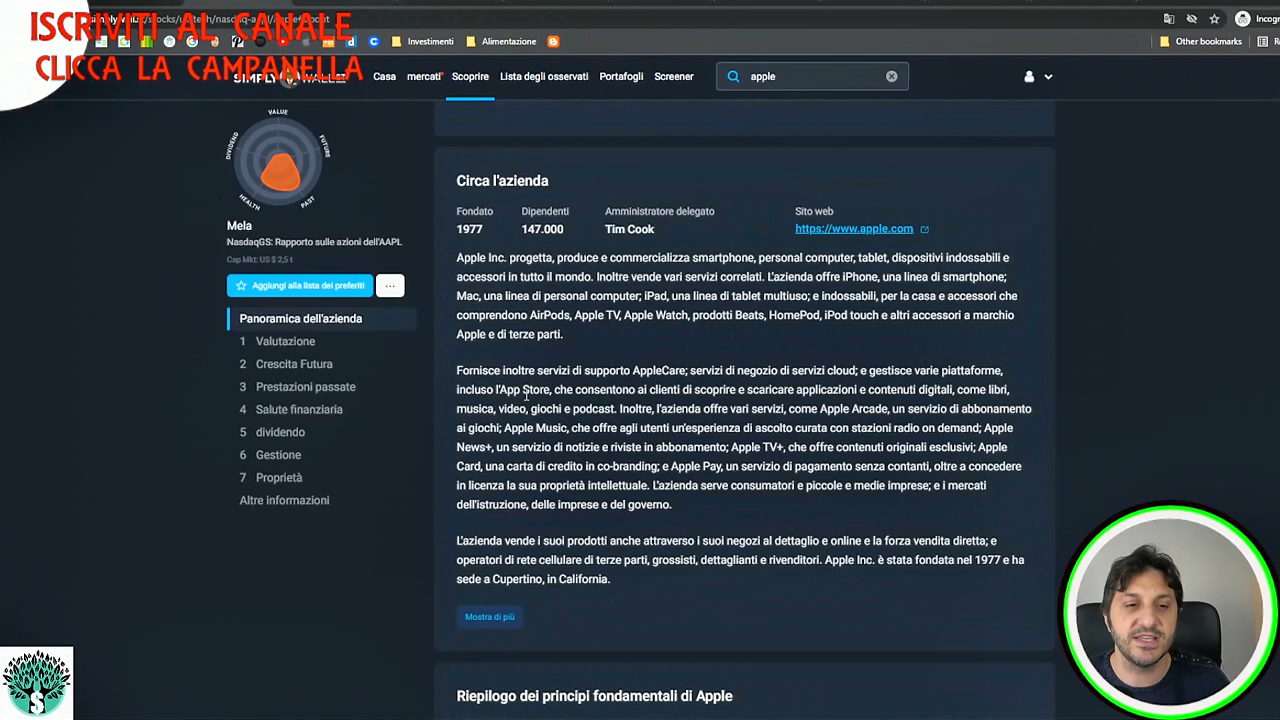 ISCRIVITI AL CANALE
CLICCA LA CAMPANELLA
Investimenti
Alimentazione
Other bookmarks
Casa
mercati
Scoprire
Lista degli osservati
Portafogli
Screener
apple
VALUE
FUTURE
PAST
HEALTH
DIVIDEND
Mela
NasdaqGS: Rapporto sulle azioni dell'AAPL
Cap Mkt: US $ 2,5 t
Aggiungi alla lista dei preferiti
...
Panoramica dell'azienda
1 Valutazione
2 Crescita Futura
3 Prestazioni passate
4 Salute finanziaria
5 dividendo
6 Gestione
7 Proprietà
Altre informazioni
Circa l'azienda
Fondato Dipendenti Amministratore delegato Sito web
1977 147.000 Tim Cook https://www.apple.com
Apple Inc. progetta, produce e commercializza smartphone, personal computer, tablet, dispositivi indossabili e
accessori in tutto il mondo. Inoltre vende vari servizi correlati. L'azienda offre iPhone, una linea di smartphone;
Mac, una linea di personal computer; iPad, una linea di tablet multiuso; e indossabili, per la casa e accessori che
comprendono AirPods, Apple TV, Apple Watch, prodotti Beats, HomePod, iPod touch e altri accessori a marchio
Apple e di terze parti.
Fornisce inoltre servizi di supporto AppleCare; servizi di negozio di servizi cloud; e gestisce varie piattaforme,
incluso l'App Store, che consentono ai clienti di scoprire e scaricare applicazioni e contenuti digitali, come libri,
musica, video, giochi e podcast. Inoltre, l'azienda offre vari servizi, come Apple Arcade, un servizio di abbonamento
ai giochi; Apple Music, che offre agli utenti un'esperienza di ascolto curata con stazioni radio on demand; Apple
News+, un servizio di notizie e riviste in abbonamento; Apple TV+, che offre contenuti originali esclusivi; Apple
Card, una carta di credito in co-branding; e Apple Pay, un servizio di pagamento senza contanti, oltre a concedere
in licenza la sua proprietà intellettuale. L'azienda serve consumatori e piccole e medie imprese; e i mercati
dell'istruzione, delle imprese e del governo.
L'azienda vende i suoi prodotti anche attraverso i suoi negozi al dettaglio e online e la forza vendita diretta; e
operatori di rete cellulare di terze parti, grossisti, dettaglianti e rivenditori. Apple Inc. è stata fondata nel 1977 e ha
sede a Cupertino, in California.
Mostra di più
Riepilogo dei principi fondamentali di Apple